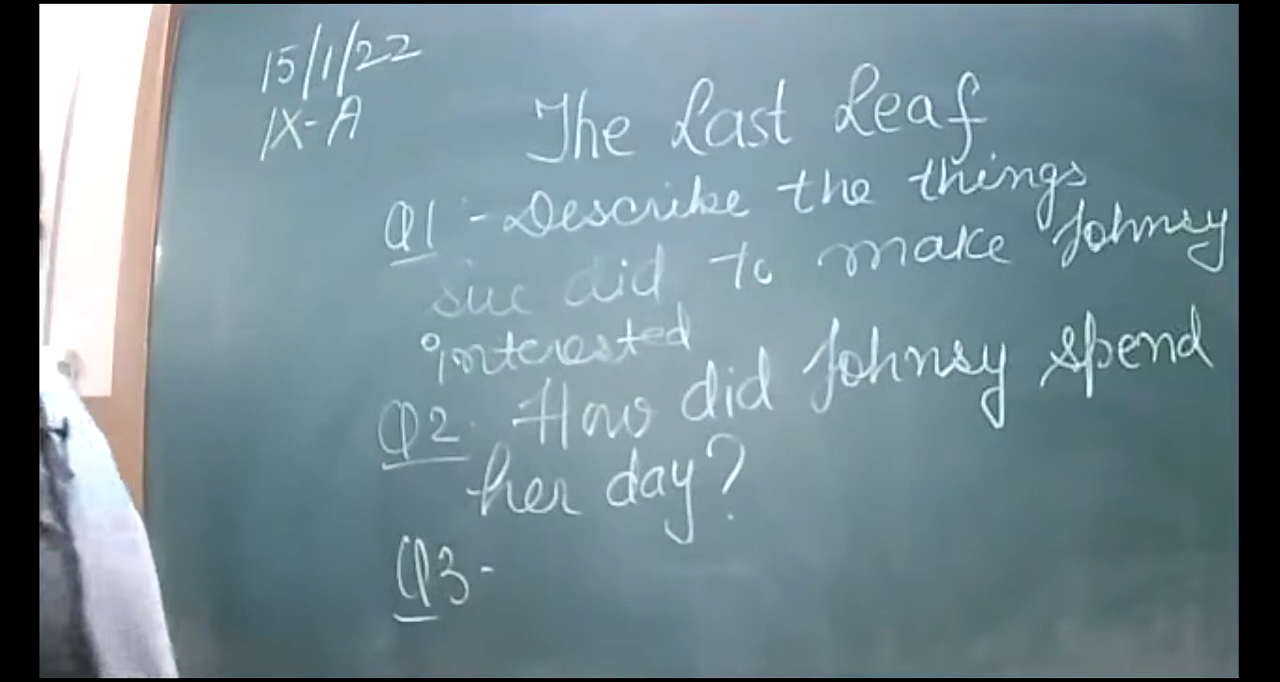 15/1/22
IX-A
The Last Leaf
Q1-Describe the things
sue did to make Johnsy
interested
Q2. How did Johnsy spend
her day?
Q3-